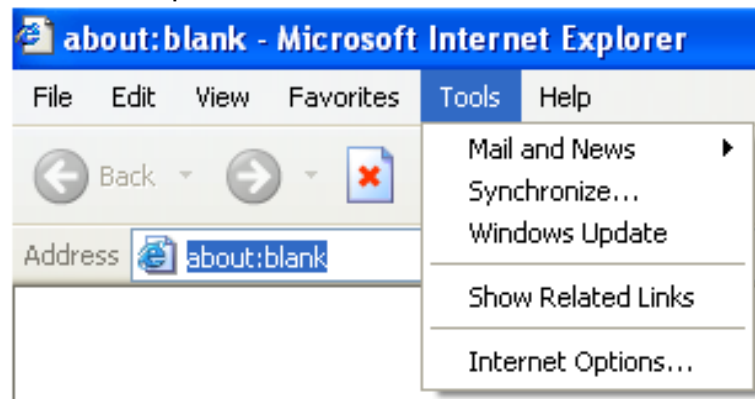 about:blank - Microsoft Internet Explorer
File Edit View Favorites Tools Help
Back
Address about:blank
Mail and News
Synchronize...
Windows Update
Show Related Links
Internet Options...